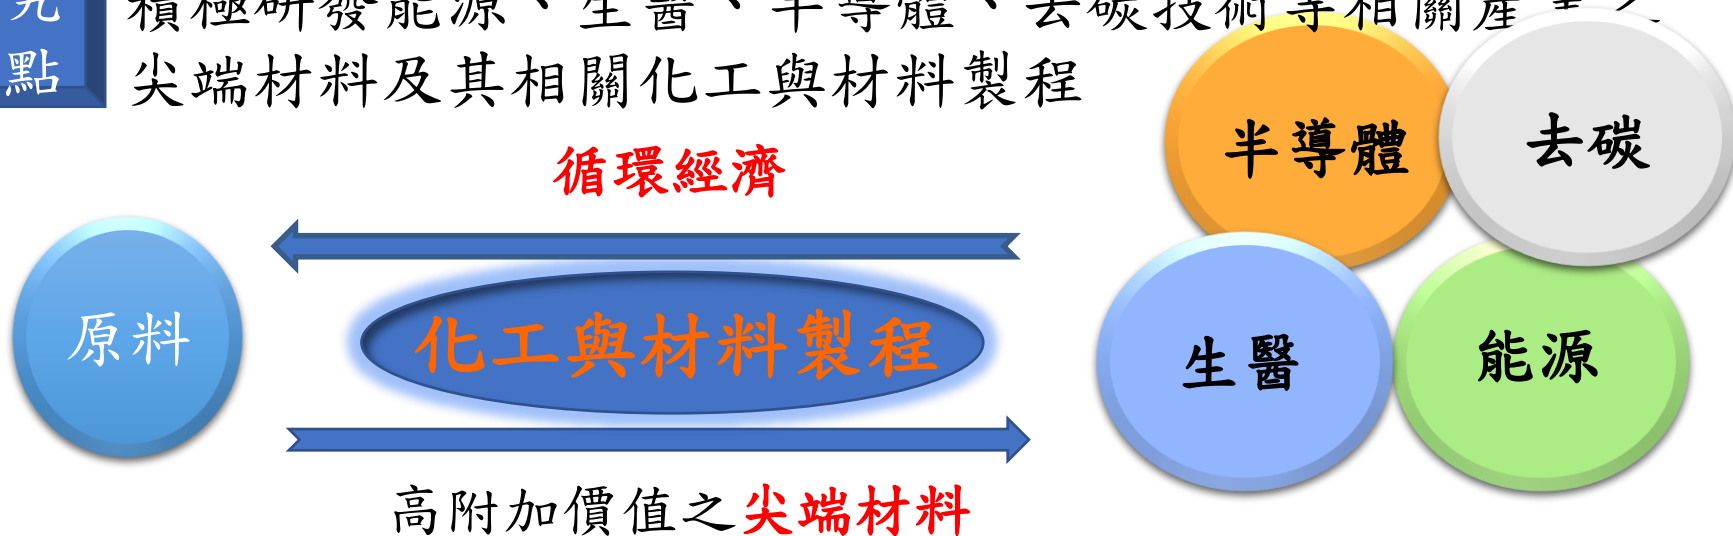 點
積極研發能源、生醫、半導體、去碳技術等相關產業之
尖端材料及其相關化工與材料製程
半導體
去碳
循環經濟
原料
化工與材料製程
生醫
能源
高附加價值之尖端材料